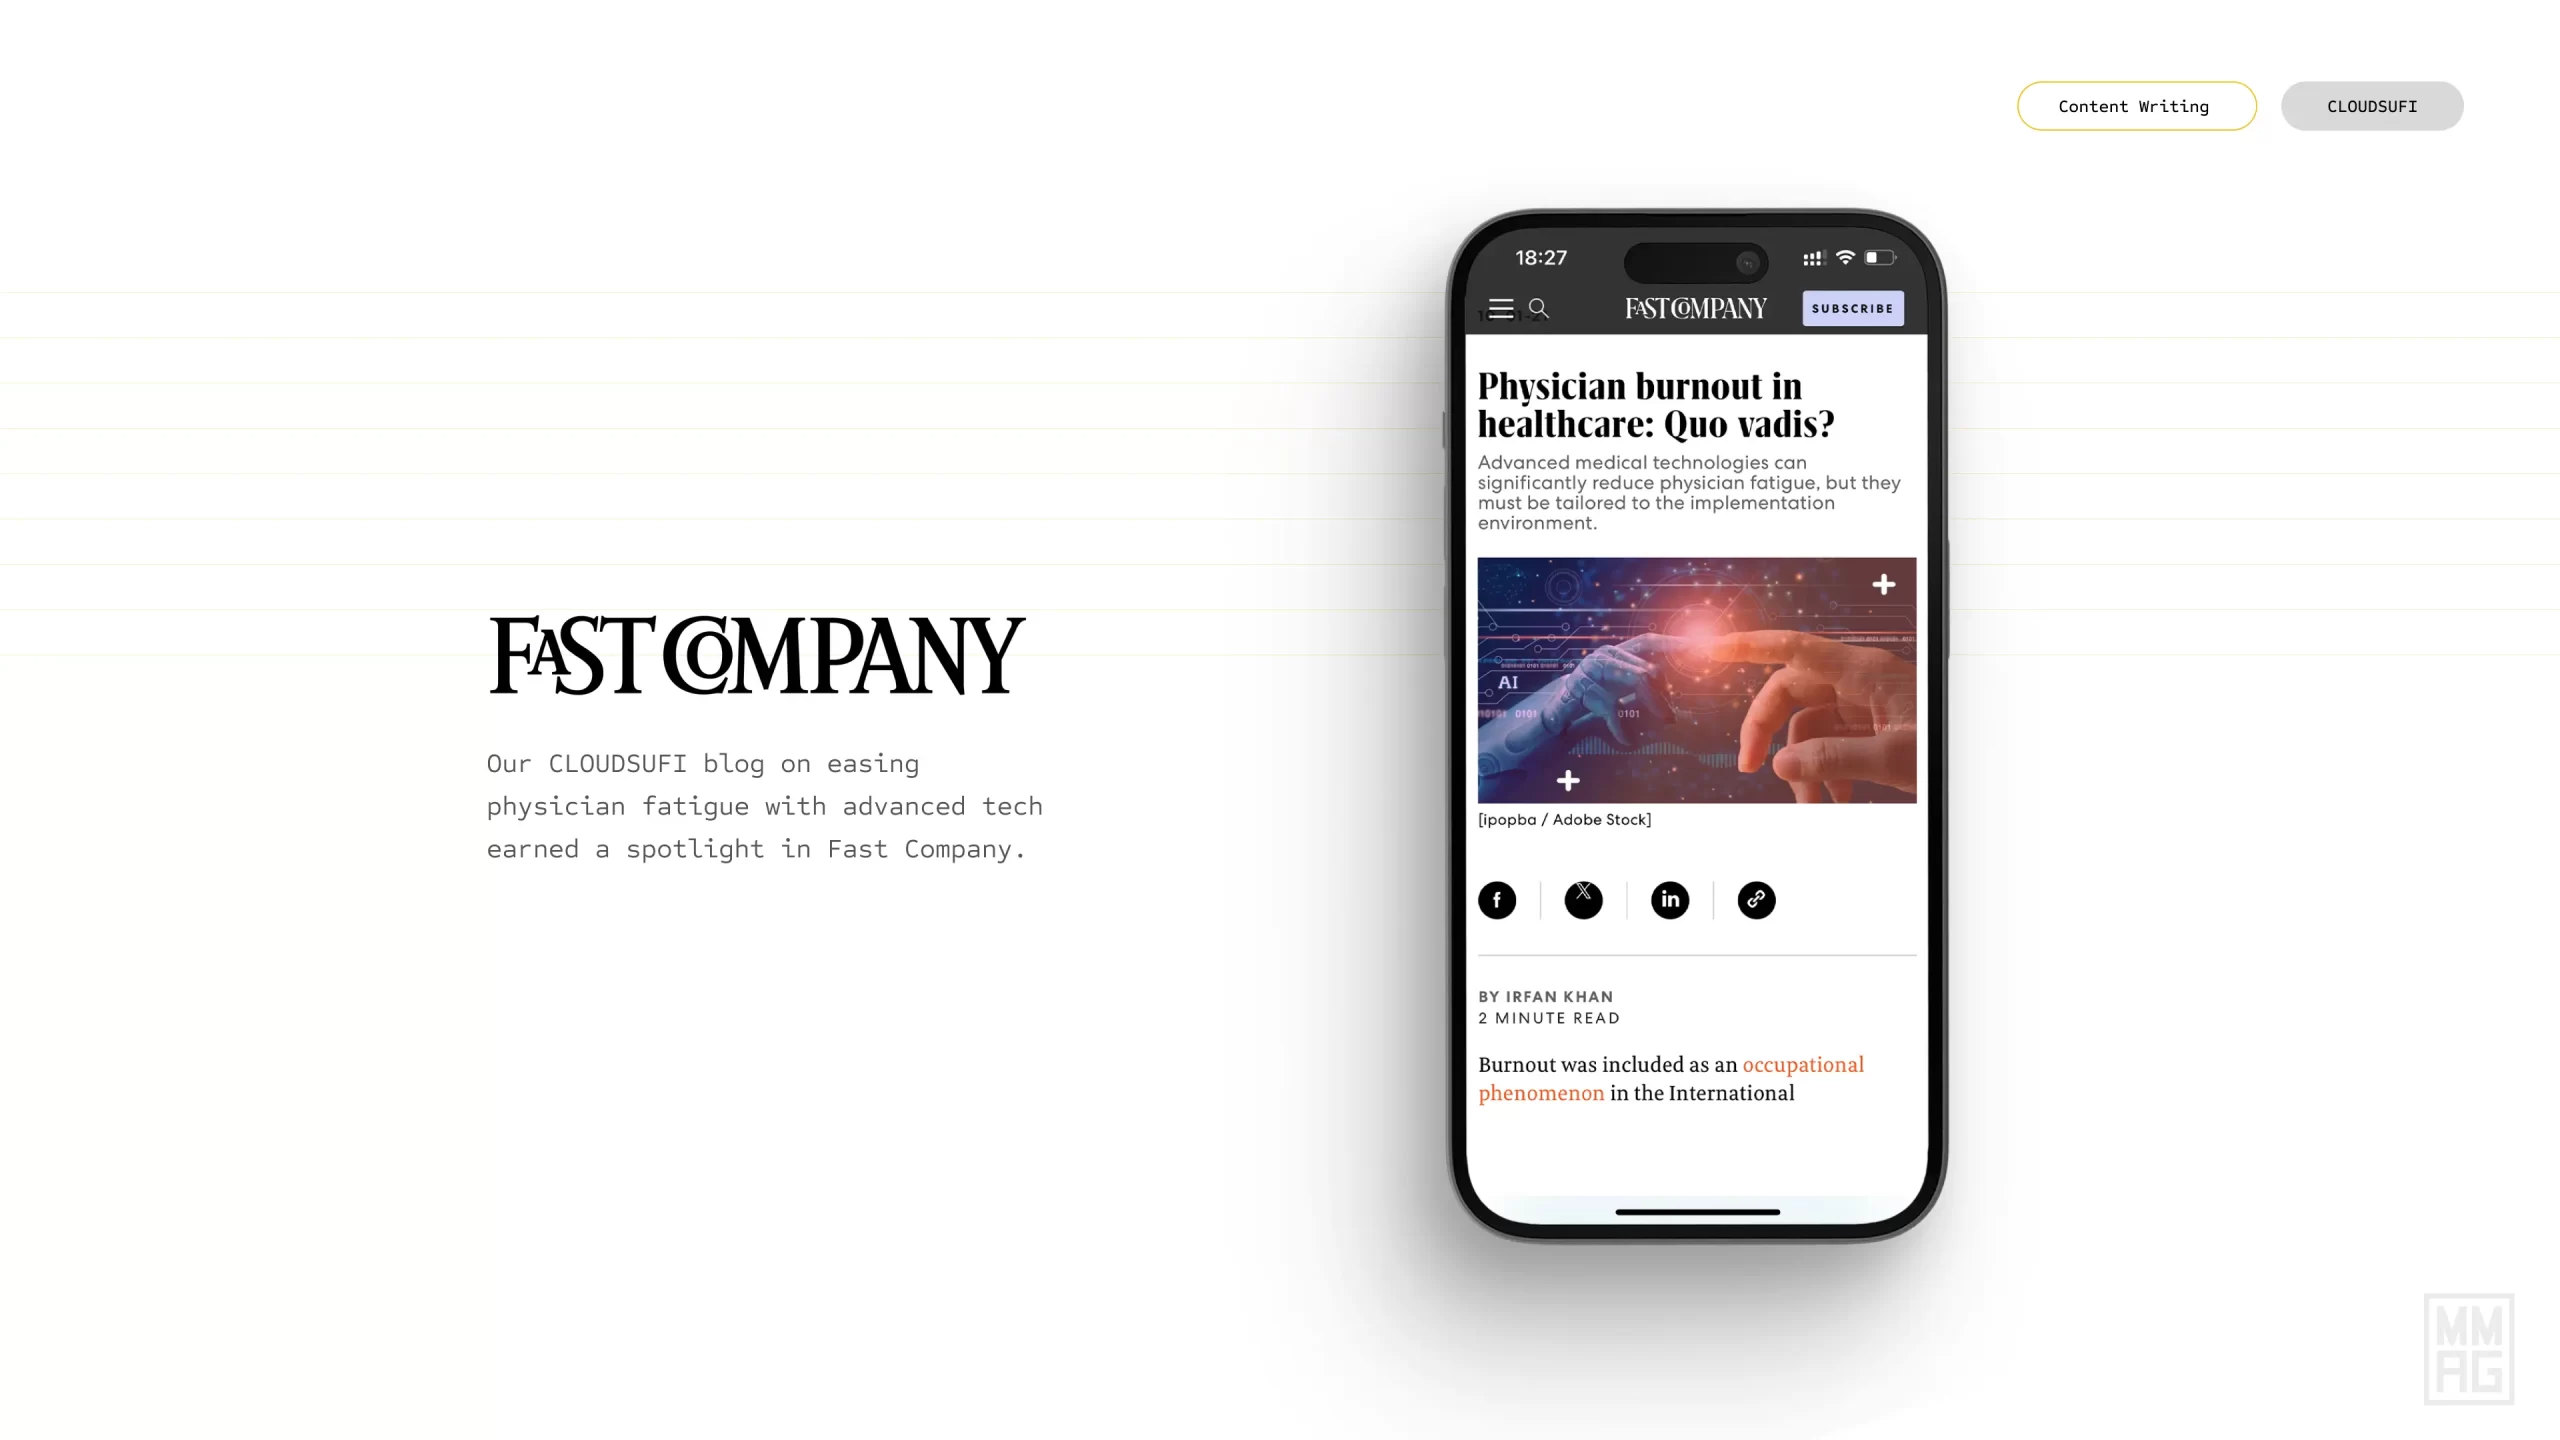 Content Writing
CLOUDSUFI
FAST COMPANY
Our CLOUDSUFI blog on easing
physician fatigue with advanced tech
earned a spotlight in Fast Company.
18:27
FAST COMPANY
SUBSCRIBE
Physician burnout in
healthcare: Quo vadis?
Advanced medical technologies can
significantly reduce physician fatigue, but they
must be tailored to the implementation
environment.
AI
0101
0101
[ipopba / Adobe Stock]
BY IRFAN KHAN
2 MINUTE READ
Burnout was included as an occupational
phenomenon in the International
MM
AG